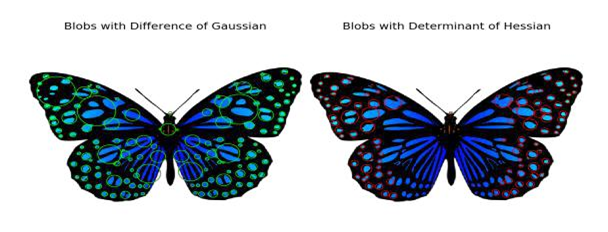 Blobs with Difference of Gaussian
Blobs with Determinant of Hessian